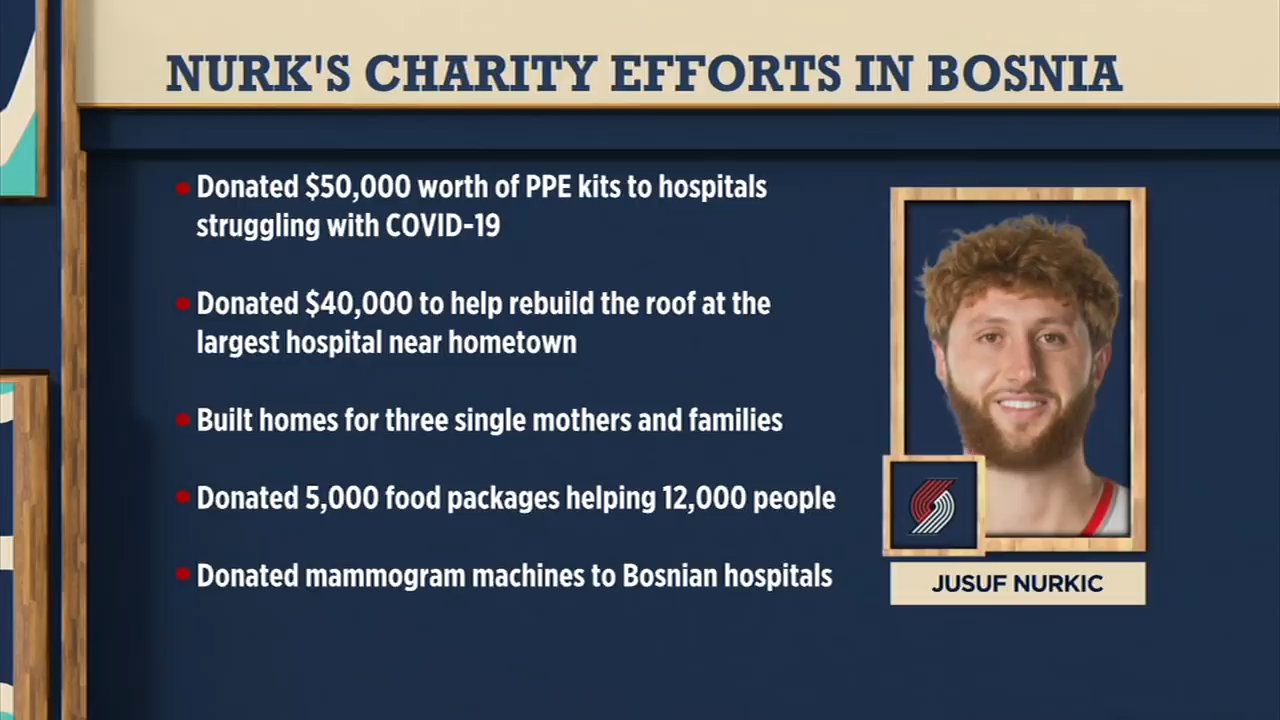 NURK'S CHARITY EFFORTS IN BOSNIA
Donated $50,000 worth of PPE kits to hospitals
struggling with COVID-19
Donated $40,000 to help rebuild the roof at the
largest hospital near hometown
Built homes for three single mothers and families
Donated 5,000 food packages helping 12,000 people
Donated mammogram machines to Bosnian hospitals
JUSUF NURKIC